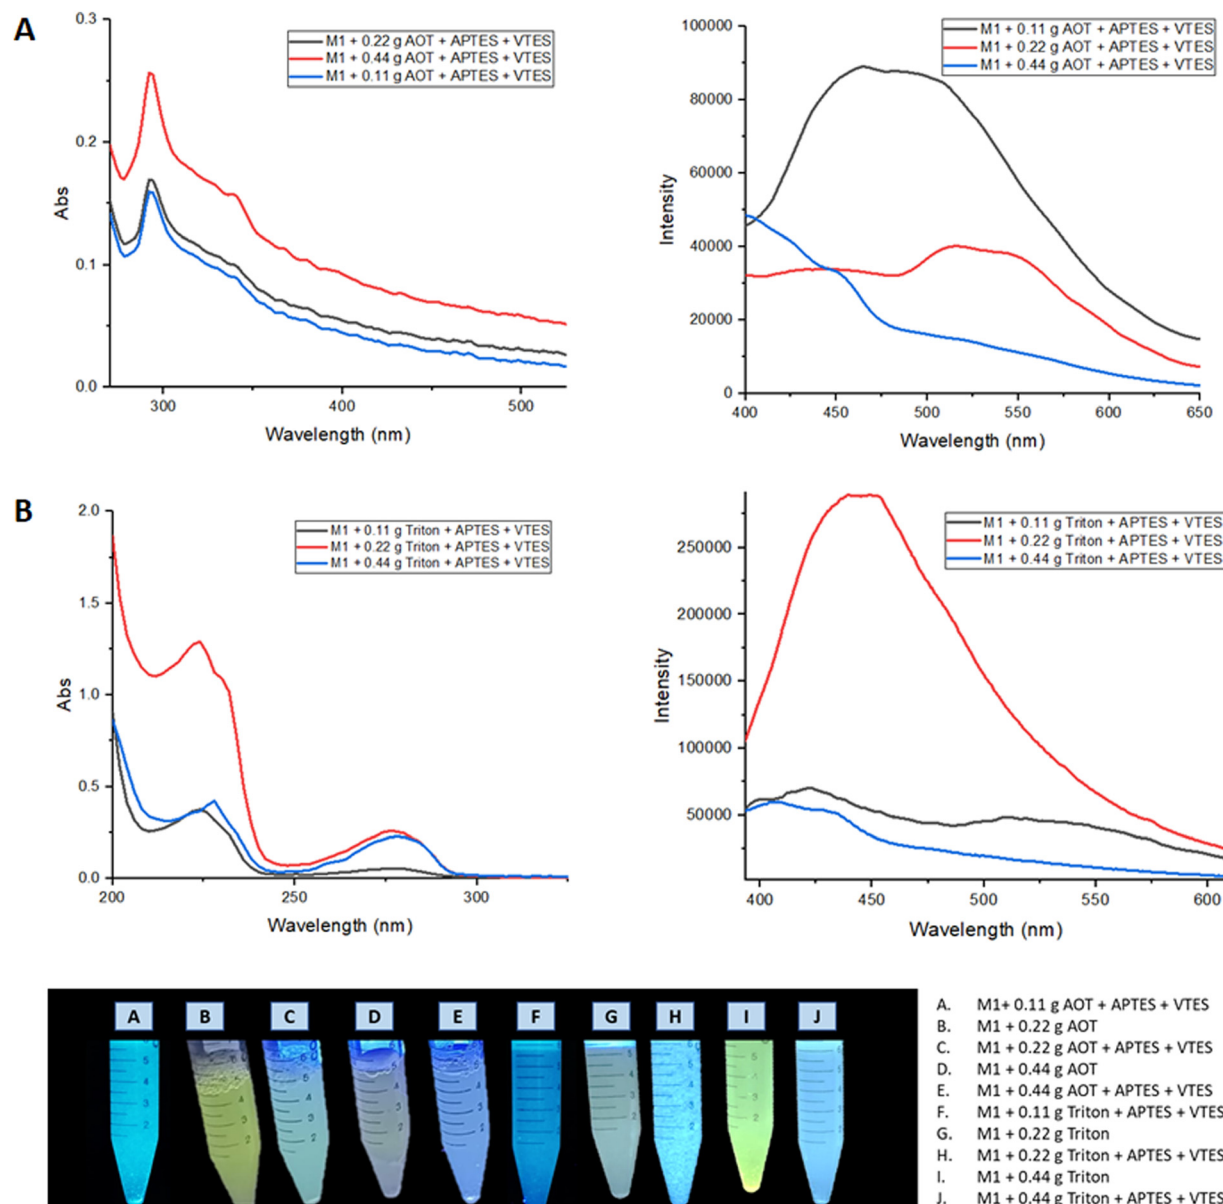 A
0.3
0.2
0.1
0.0
Abs
300
400
500
Wavelength (nm)
M1 + 0.22 g AOT + APTES + VTES
M1 + 0.44 g AOT + APTES + VTES
M1 + 0.11 g AOT + APTES + VTES
100000
80000
60000
40000
20000
0
Intensity
400
450
500
550
600
650
Wavelength (nm)
M1 + 0.11 g AOT + APTES + VTES
M1 + 0.22 g AOT + APTES + VTES
M1 + 0.44 g AOT + APTES + VTES
B
2.0
1.5
1.0
0.5
0.0
Abs
200
250
300
Wavelength (nm)
M1 + 0.11 g Triton + APTES + VTES
M1 + 0.22 g Triton + APTES + VTES
M1 + 0.44 g Triton + APTES + VTES
250000
200000
150000
100000
50000
Intensity
400
450
500
550
600
Wavelength (nm)
M1 + 0.11 g Triton + APTES + VTES
M1 + 0.22 g Triton + APTES + VTES
M1 + 0.44 g Triton + APTES + VTES
A B C D E F G H I J
A. M1+ 0.11 g AOT + APTES + VTES
B. M1 + 0.22 g AOT
C. M1 + 0.22 g AOT + APTES + VTES
D. M1 + 0.44 g AOT
E. M1 + 0.44 g AOT + APTES + VTES
F. M1 + 0.11 g Triton + APTES + VTES
G. M1 + 0.22 g Triton
H. M1 + 0.22 g Triton + APTES + VTES
I. M1 + 0.44 g Triton
J. M1 + 0.44 g Triton + APTES + VTES